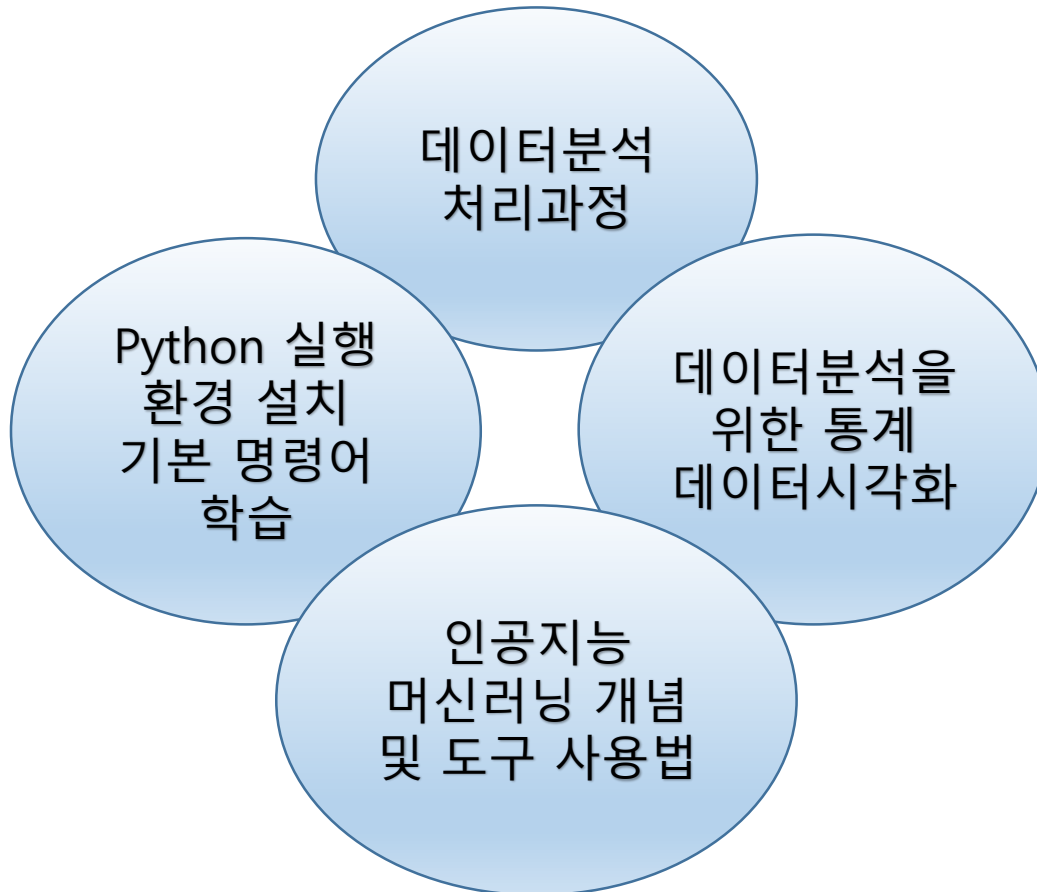 데이터분석
처리과정
Python 실행
환경 설치
기본 명령어
학습
데이터분석을
위한 통계
데이터시각화
인공지능
머신러닝 개념
및 도구 사용법